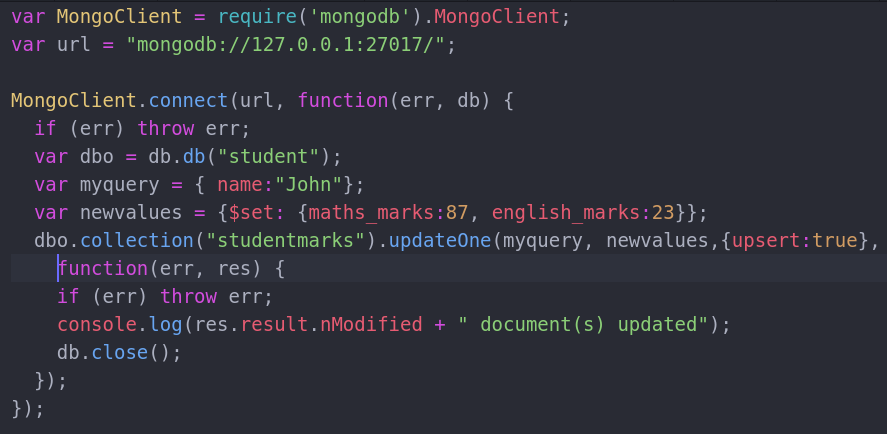 var MongoClient = require('mongodb').MongoClient;
var url = "mongodb://127.0.0.1:27017/";
MongoClient.connect(url, function(err, db) {
if (err) throw err;
var dbo = db.db("student");
var myquery = { name:"John"};
var newvalues = {$set: {maths_marks:87, english_marks:23}};
dbo.collection("studentmarks").updateOne(myquery, newvalues,{upsert:true},
function(err, res) {
if (err) throw err;
console.log(res.result.nModified + " document(s) updated");
db.close();
});
});